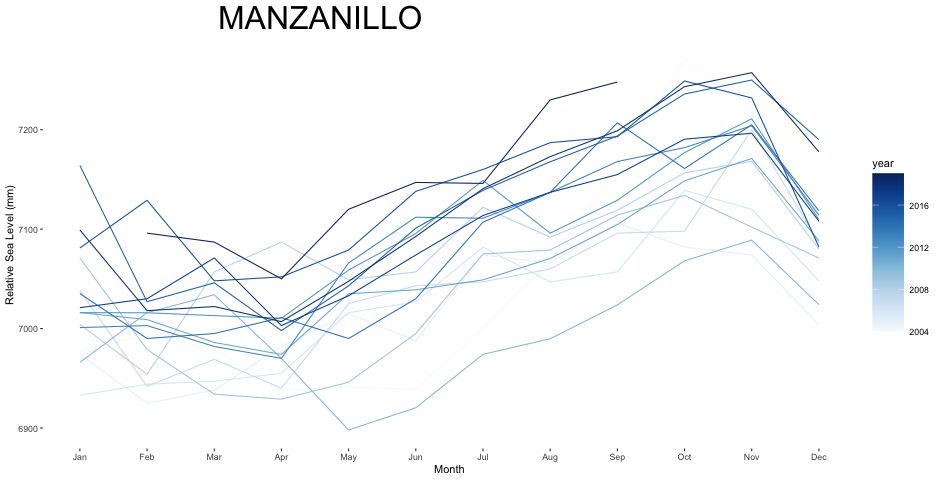 MANZANILLO
Relative Sea Level (mm)
7200
7100
7000
6900
Jan Feb Mar Apr May Jun Jul Aug Sep Oct Nov Dec
Month
year
2016
2012
2008
2004